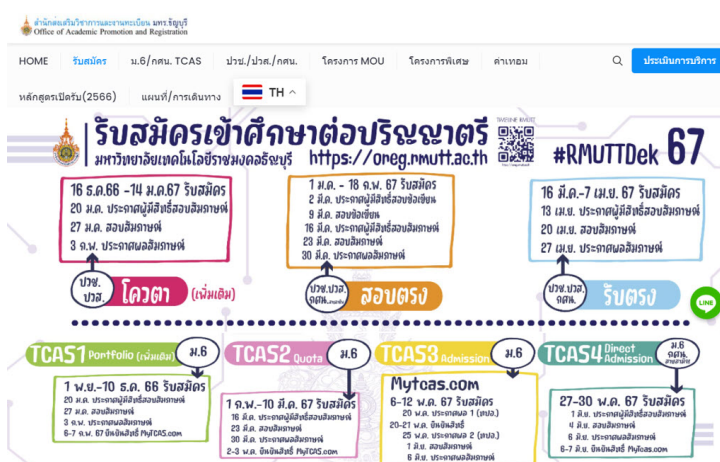 สำนักส่งเสริมวิชาการและงานทะเบียน มทร.ธัญบุรี
Office of Academic Promotion and Registration
HOME รับสมัคร ม.6/กศน. TCAS ปวช./ปวส./กศน. โครงการ MOU โครงการพิเศษ ค่าเทอม ประเมินการบริการ
หลักสูตรเปิดรับ(2566) แผนที่/การเดินทาง TH
รับสมัครเข้าศึกษาต่อปริญญาตรี
มหาวิทยาลัยเทคโนโลยีราชมงคลธัญบุรี https://oreg.rmutt.ac.th
#RMUTTDek 67
16 ธ.ค.66 -14 ม.ค.67 รับสมัคร
20 ม.ค. ประกาศผู้มีสิทธิ์สอบสัมภาษณ์
27 ม.ค. สอบสัมภาษณ์
3 ก.พ. ประกาศผลสัมภาษณ์
ปวช.
ปวส.
โควตา (เพิ่มเติม)
1 ม.ค. - 18 ก.พ. 67 รับสมัคร
2 มี.ค. ประกาศผู้มีสิทธิ์สอบข้อเขียน
9 มี.ค. สอบข้อเขียน
16 มี.ค. ประกาศผู้มีสิทธิ์สอบสัมภาษณ์
23 มี.ค. สอบสัมภาษณ์
30 มี.ค. ประกาศผลสัมภาษณ์
ปวช.ปวส.
กศน.
สอบตรง
16 มี.ค.-7 เม.ย. 67 รับสมัคร
13 เม.ย. ประกาศผู้มีสิทธิ์สอบสัมภาษณ์
20 เม.ย. สอบสัมภาษณ์
27 เม.ย. ประกาศผลสัมภาษณ์
ปวช.ปวส.
กศน.
รับตรง
LINE
TCAS1 Portfolio (เพิ่มเติม) ม.6
1 พ.ย.-10 ธ.ค. 66 รับสมัคร
20 ม.ค. ประกาศผู้มีสิทธิ์สอบสัมภาษณ์
27 ม.ค. สอบสัมภาษณ์
3 ก.พ. ประกาศผลสัมภาษณ์
6-7 ก.พ. 67 ยืนยันสิทธิ์ MyTCAS.com
TCAS2 Quota ม.6
1 ก.พ.-10 มี.ค. 67 รับสมัคร
16 มี.ค. ประกาศผู้มีสิทธิ์สอบสัมภาษณ์
23 มี.ค. สอบสัมภาษณ์
30 มี.ค. ประกาศผลสัมภาษณ์
2-3 พ.ค. ยืนยันสิทธิ์ MyTCAS.com
TCAS3 Admission ม.6
Mytcas.com
6-12 พ.ค. 67 รับสมัคร
20 พ.ค. ประกาศผล 1 (ทปอ.)
20-21 พ.ค. ยืนยันสิทธิ์
25 พ.ค. ประกาศผล 2 (ทปอ.)
1 มิ.ย. สอบสัมภาษณ์
6 มิ.ย. ประกาศผลสัมภาษณ์
TCAS4 Direct Admission ม.6
กศน.
27-30 พ.ค. 67 รับสมัคร
1 มิ.ย. ประกาศผู้มีสิทธิ์สอบสัมภาษณ์
4 มิ.ย. สอบสัมภาษณ์
6 มิ.ย. ประกาศผลสัมภาษณ์
6-7 มิ.ย. ยืนยันสิทธิ์ MyTCAS.com